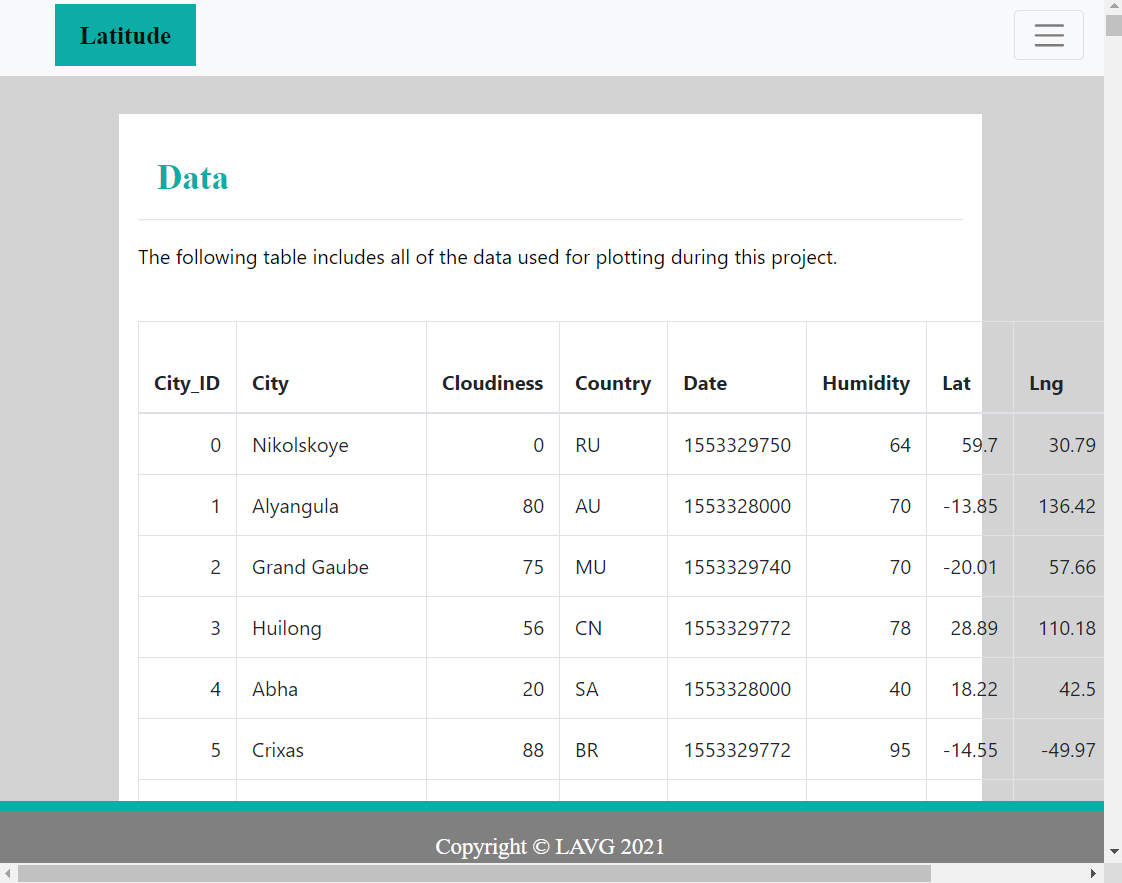 Latitude
Data
The following table includes all of the data used for plotting during this project.
City_ID City Cloudiness Country Date Humidity Lat Lng
0 Nikolskoye 0 RU 1553329750 64 59.7 30.79
1 Alyangula 80 AU 1553328000 70 -13.85 136.42
2 Grand Gaube 75 MU 1553329740 70 -20.01 57.66
3 Huilong 56 CN 1553329772 78 28.89 110.18
4 Abha 20 SA 1553328000 40 18.22 42.5
5 Crixas 88 BR 1553329772 95 -14.55 -49.97
Copyright © LAVG 2021